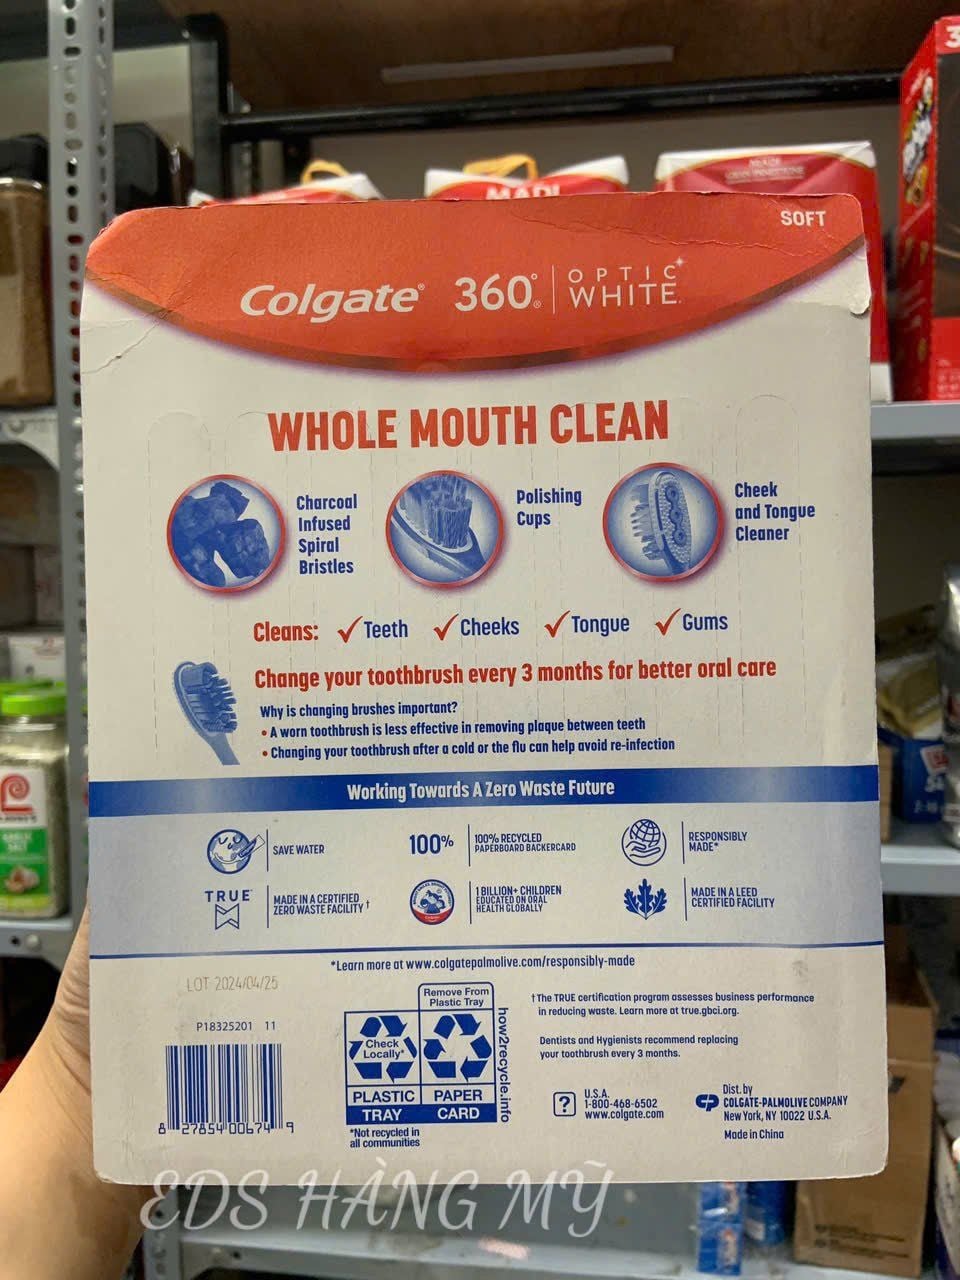 MADI
SOFT
Colgate® 360°® OPTIC
WHITE.
WHOLE MOUTH CLEAN
Charcoal
Infused
Spiral
Bristles
Polishing
Cups
Cheek
and Tongue
Cleaner
Cleans: ✓Teeth ✓Cheeks ✓Tongue ✓Gums
Change your toothbrush every 3 months for better oral care
Why is changing brushes important?
• A worn toothbrush is less effective in removing plaque between teeth
• Changing your toothbrush after a cold or the flu can help avoid re-infection
Working Towards A Zero Waste Future
SAVE WATER
100%
100% RECYCLED
PAPERBOARD BACKERCARD
RESPONSIBLY
MADE*
TRUE
MADE IN A CERTIFIED
ZERO WASTE FACILITY †
1 BILLION+ CHILDREN
EDUCATED ON ORAL
HEALTH GLOBALLY
MADE IN A LEED
CERTIFIED FACILITY
*Learn more at www.colgatepalmolive.com/responsibly-made
LOT 2024/04/25
P18325201 11
8 27854 00674 9
Remove From
Plastic Tray
Check
Locally*
PLASTIC
TRAY
PAPER
CARD
how2recycle.info
*Not recycled in
all communities
† The TRUE certification program assesses business performance
in reducing waste. Learn more at true.gbci.org.
Dentists and Hygienists recommend replacing
your toothbrush every 3 months.
?
U.S.A.
1-800-468-6502
www.colgate.com
Dist. by
COLGATE-PALMOLIVE COMPANY
New York, NY 10022 U.S.A.
Made in China
EDS HÀNG MỸ